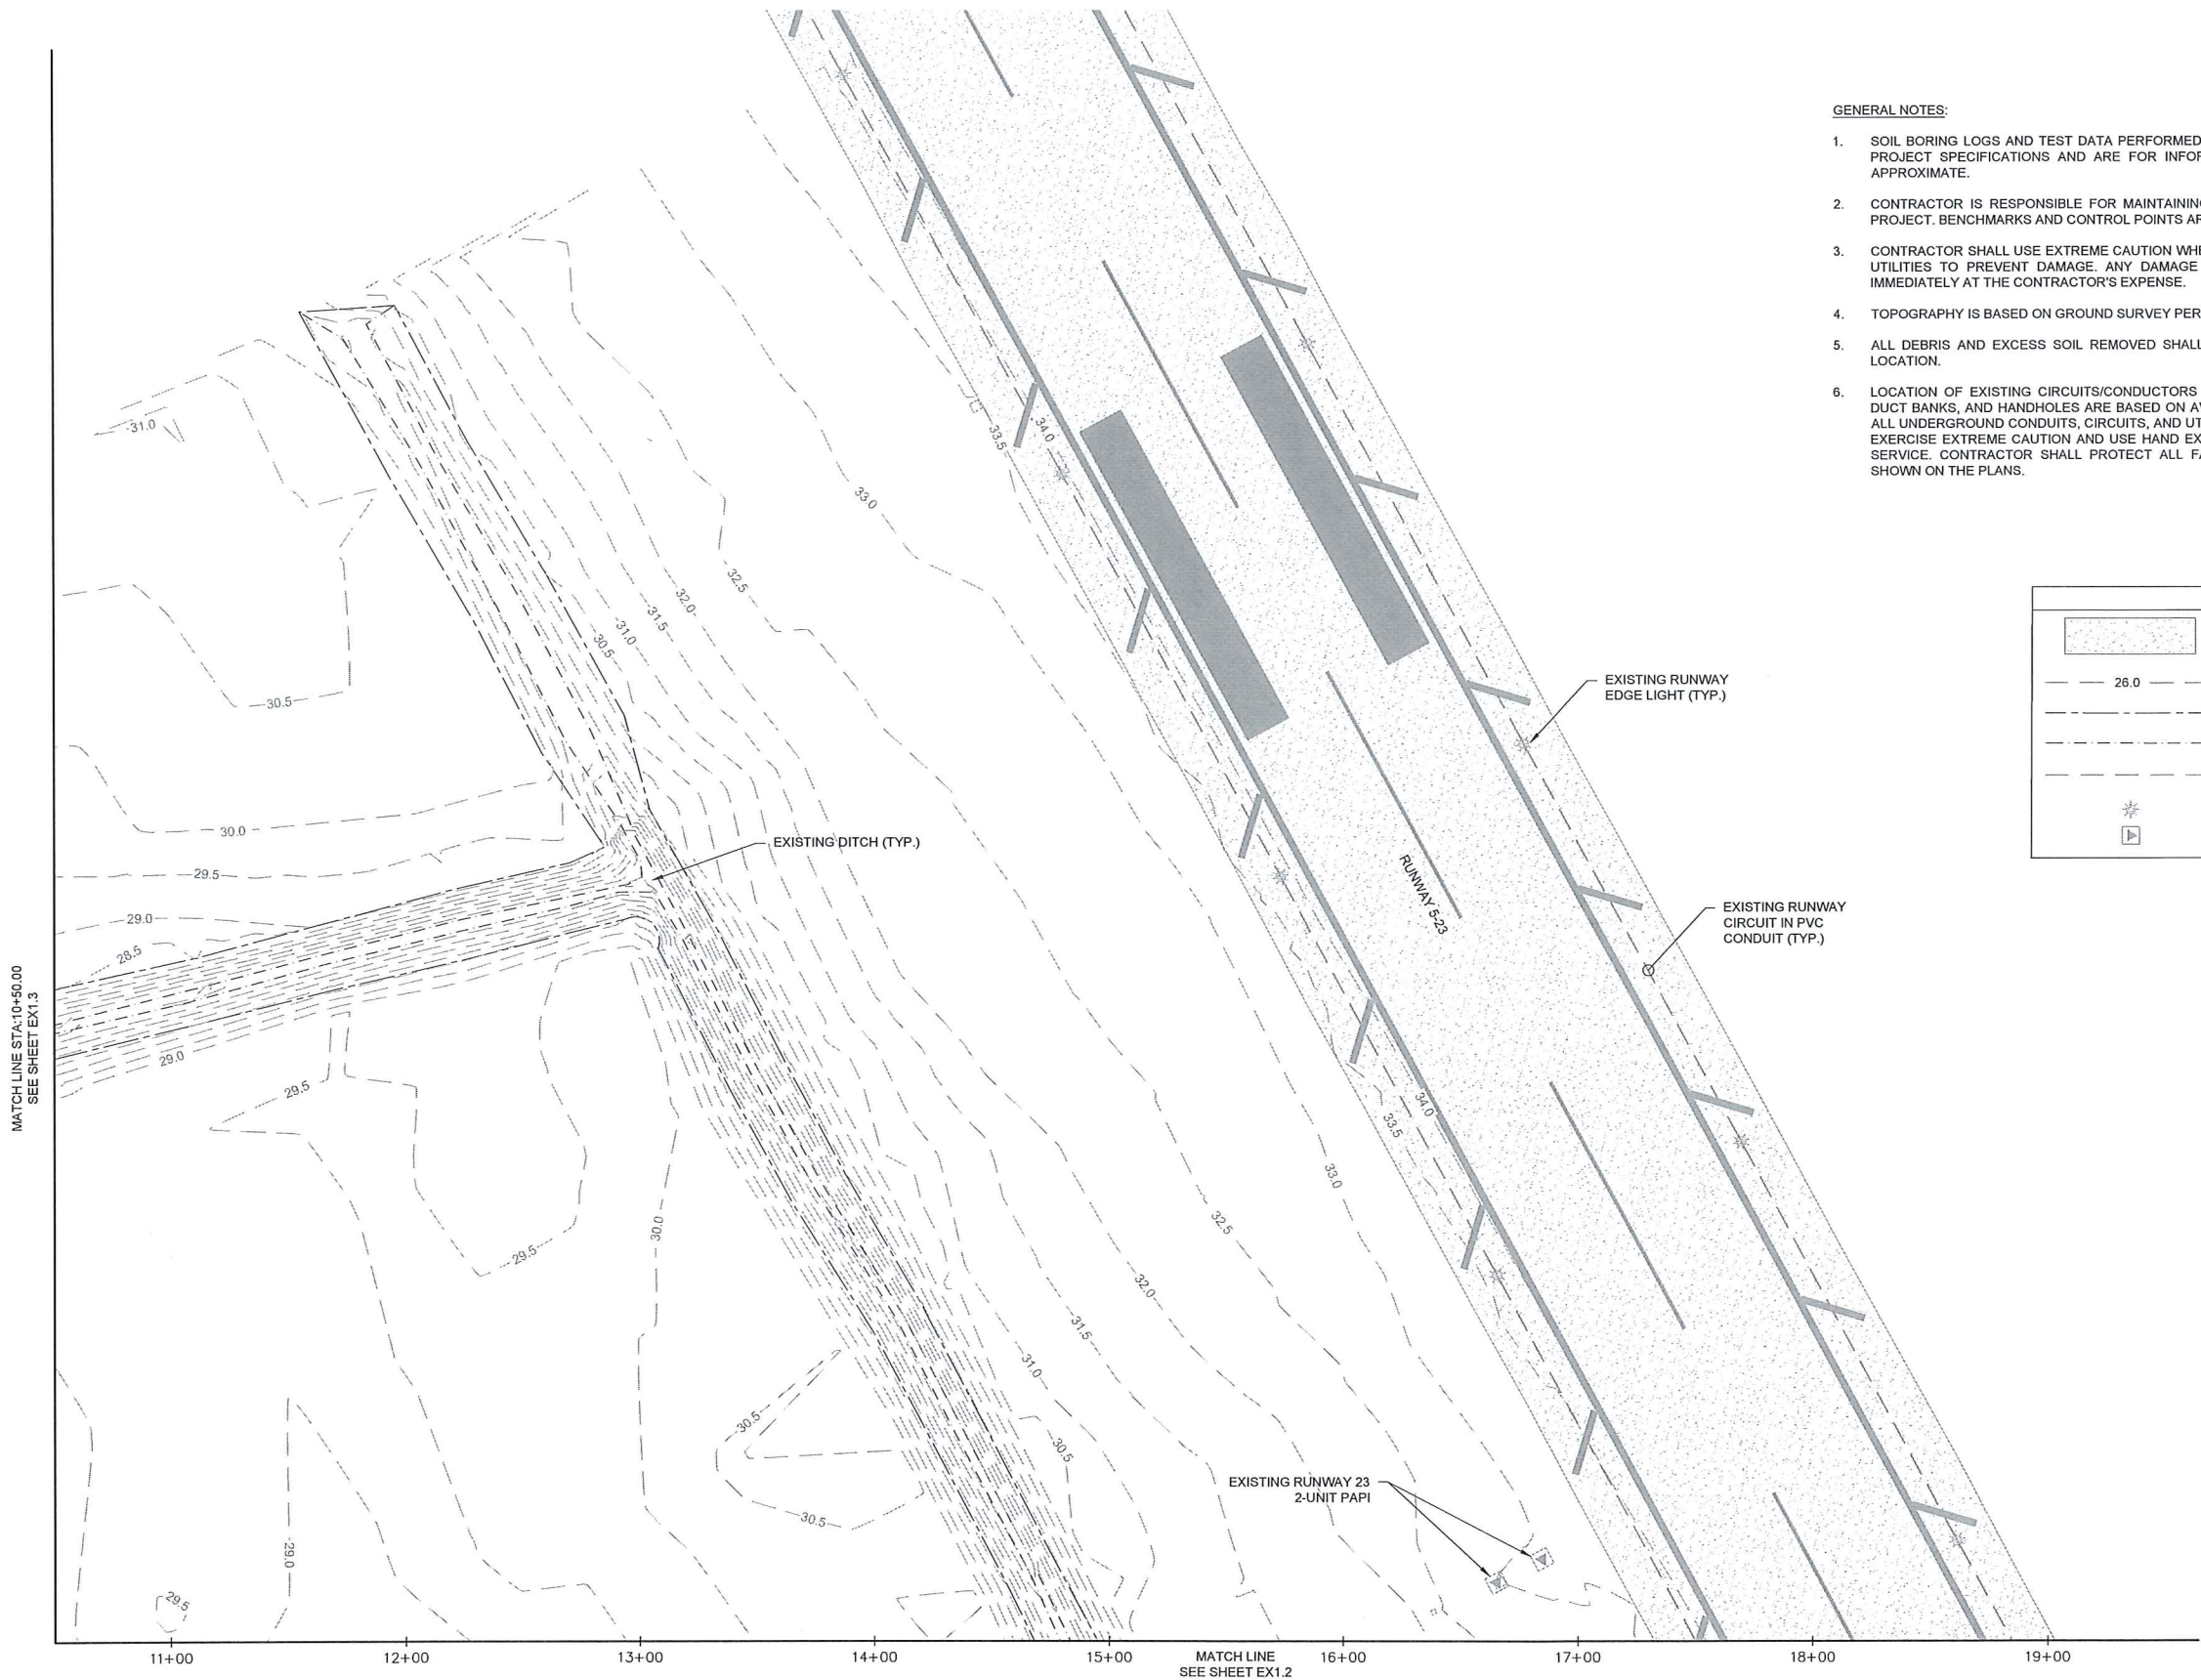 GENERAL NOTES:
1. SOIL BORING LOGS AND TEST DATA PERFORMED
PROJECT SPECIFICATIONS AND ARE FOR
APPROXIMATE.
2. CONTRACTOR IS RESPONSIBLE FOR
PROJECT. BENCHMARKS AND CONTROL POINTS
3. CONTRACTOR SHALL USE EXTREME CAUTION
UTILITIES TO PREVENT DAMAGE. ANY DAMAGE
IMMEDIATELY AT THE CONTRACTOR'S EXPENSE.
4. TOPOGRAPHY IS BASED ON GROUND SURVEY
5. ALL DEBRIS AND EXCESS SOIL REMOVED SHALL
LOCATION.
6. LOCATION OF EXISTING CIRCUITS/CONDUCTORS
DUCT BANKS, AND HANDHOLES ARE BASED ON
ALL UNDERGROUND CONDUITS, CIRCUITS, AND
EXERCISE EXTREME CAUTION AND USE HAND
SERVICE. CONTRACTOR SHALL PROTECT ALL
SHOWN ON THE PLANS.
26.0
31.0
33.5
34.0
33.0
32.5
32.0
31.5
31.0
30.5
30.5
30.0
29.5
29.0
28.5
29.0
29.5
EXISTING RUNWAY
EDGE LIGHT (TYP.)
EXISTING DITCH (TYP.)
RUNWAY 5-23
EXISTING RUNWAY
CIRCUIT IN PVC
CONDUIT (TYP.)
MATCH LINE STA:10+50.00
SEE SHEET EX1.3
34.0
33.5
33.0
32.5
32.0
31.5
31.0
30.5
30.0
29.5
30.5
30.5
29.0
29.5
EXISTING RUNWAY 23
2-UNIT PAPI
11+00 12+00 13+00 14+00 15+00 16+00 17+00 18+00 19+00
MATCH LINE
SEE SHEET EX1.2